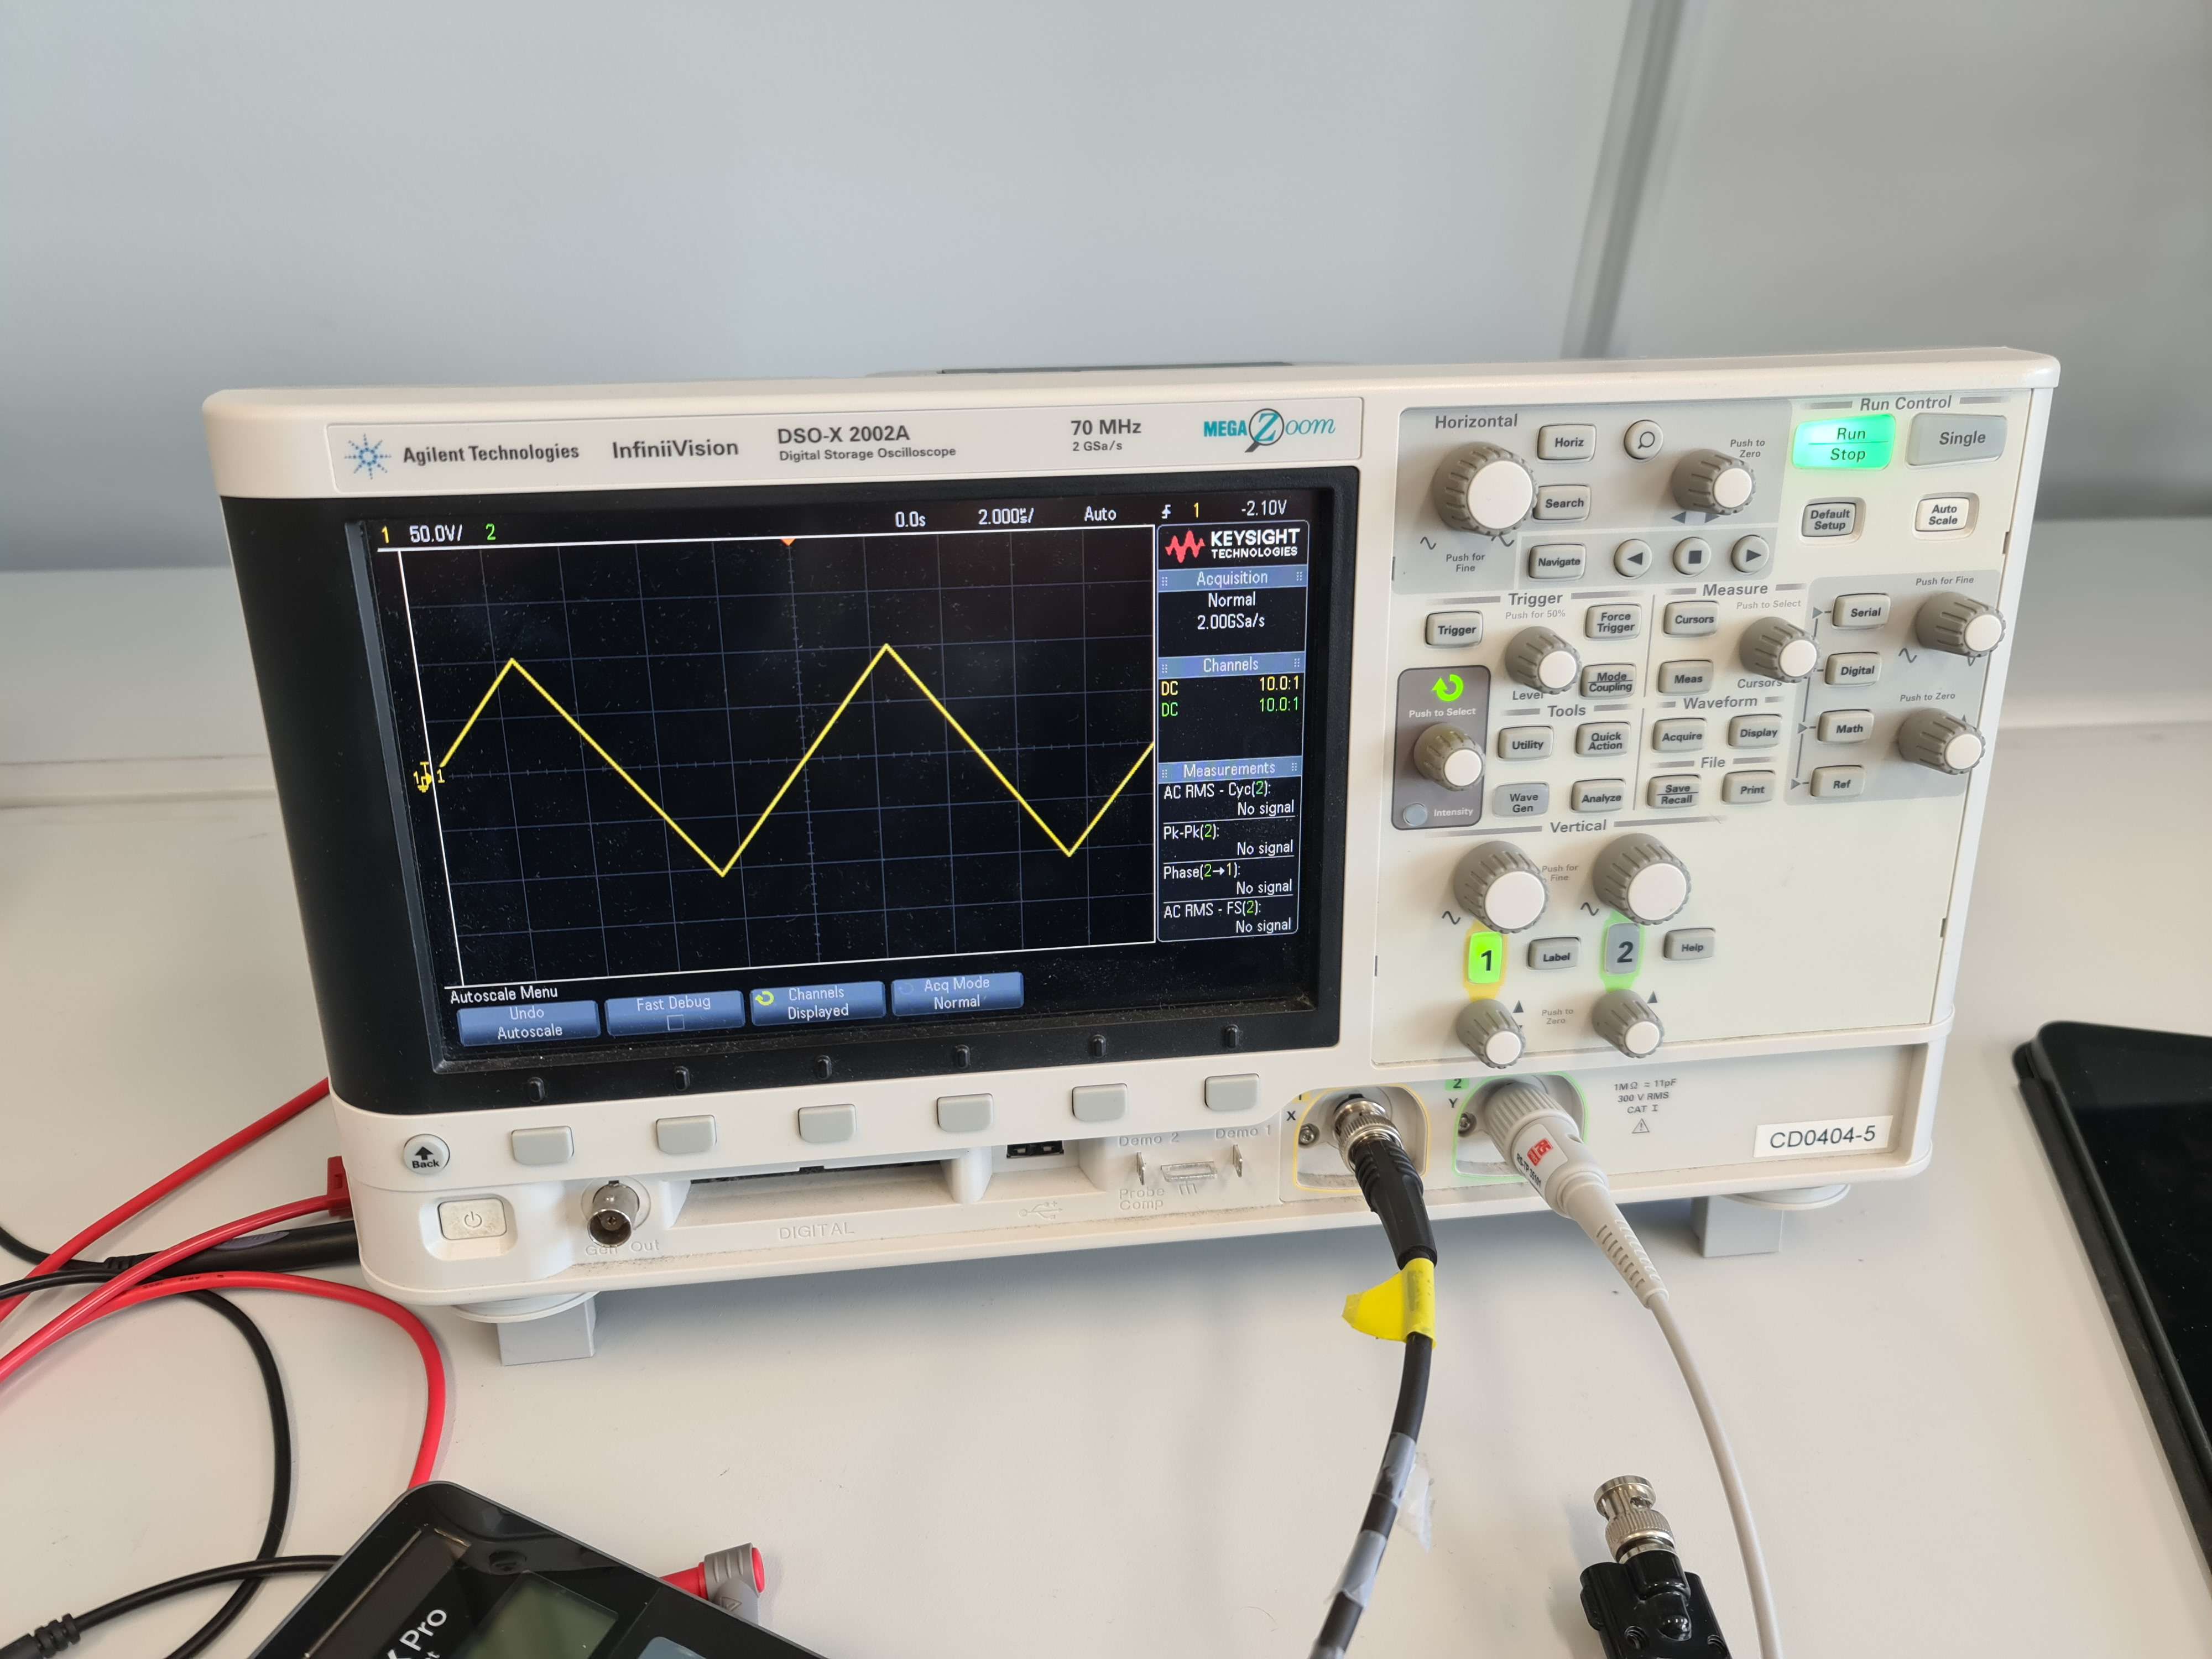 Agilent Technologies InfiniiVision DSO-X 2002A
Digital Storage Oscilloscope
70 MHz
2 GSa/s
MEGA Zoom
1 50.0V/ 2 0.0s 2.000㎲/ Auto 1 -2.10V
KEYSIGHT
TECHNOLOGIES
Acquisition
Normal
2.00GSa/s
Channels
DC 10.0:1
DC 10.0:1
Measurements
AC RMS - Cyc(2):
No signal
Pk-Pk(2):
No signal
Phase(2→1):
No signal
AC RMS - FS(2):
No signal
1
Autoscale Menu
Undo
Autoscale
Fast Debug
Channels
Displayed
Acq Mode
Normal
Back
Gen Out
DIGITAL
Demo 2
Demo 1
Probe
Comp
Horizontal
Horiz
Search
Push for
Fine
Navigate
Push to
Zero
Run Control
Run
Stop
Single
Default
Setup
Auto
Scale
Trigger
Push for 50%
Trigger
Force
Trigger
Level
Mode
Coupling
Measure
Push to Select
Cursors
Meas
Cursors
Push for Fine
Serial
Digital
Push to Zero
Math
Ref
Push to Select
Intensity
Tools
Utility
Quick
Action
Wave
Gen
Analyze
Waveform
Acquire
Display
File
Save
Recall
Print
Vertical
Push for
Fine
1
Label
2
Help
Push to
Zero
X
2
Y
1MΩ = 11pF
300 V RMS
CAT I
CD0404-5
Pro